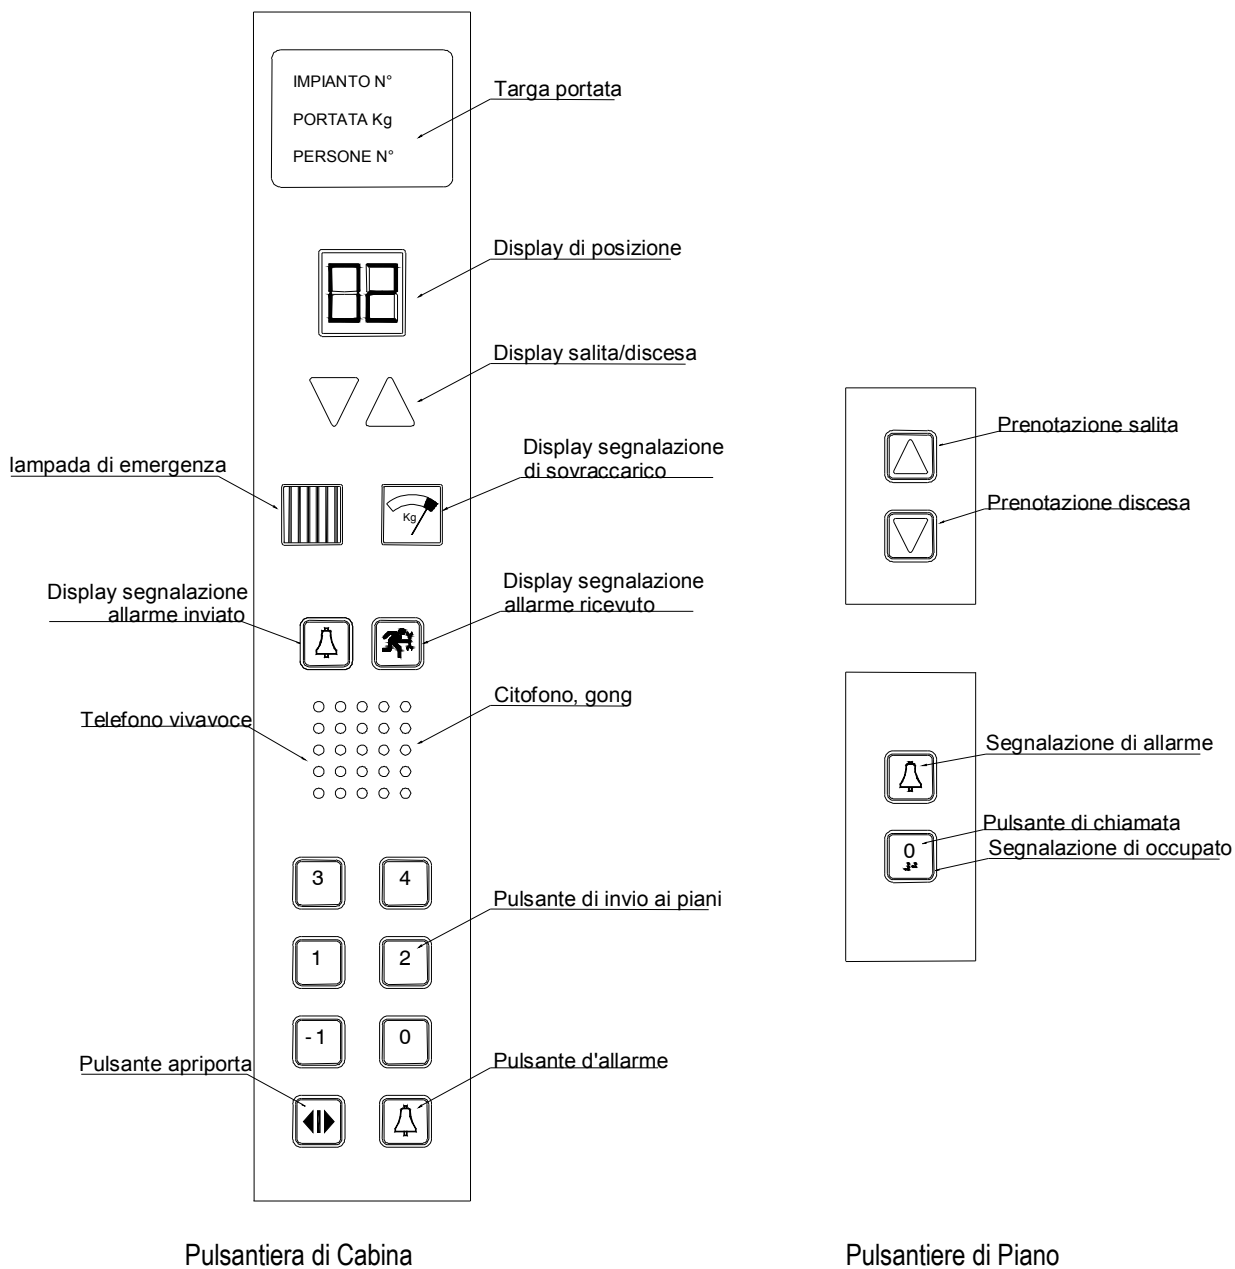 IMPIANTO N°
PORTATA Kg
PERSONE N°
Targa portata
Display di posizione
Display salita/discesa
lampada di emergenza
Display segnalazione
di sovraccarico
Kg
Display segnalazione
allarme inviato
Display segnalazione
allarme ricevuto
Telefono vivavoce
Citofono, gong
3 4
Pulsante di invio ai piani
1 2
-1 0
Pulsante apriporta
Pulsante d'allarme
Pulsantiera di Cabina
Prenotazione salita
Prenotazione discesa
Segnalazione di allarme
Pulsante di chiamata
0
Segnalazione di occupato
Pulsantiere di Piano